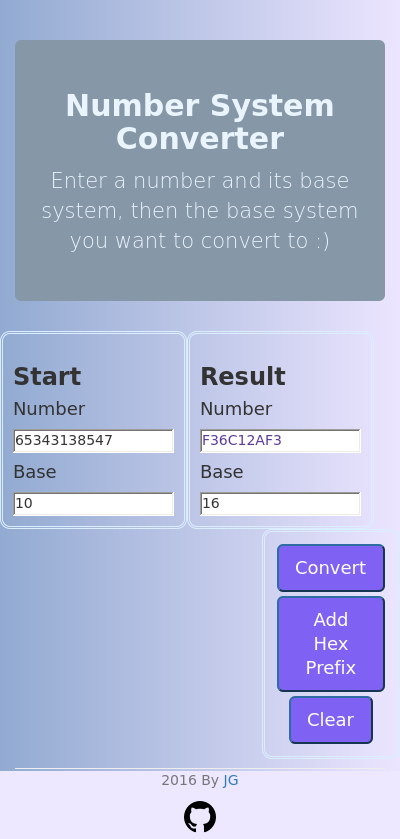 Number System
Converter
Enter a number and its base
system, then the base system
you want to convert to :)
Start
Number
65343138547
Base
10
Result
Number
F36C12AF3
Base
16
Convert
Add
Hex
Prefix
Clear
2016 By JG